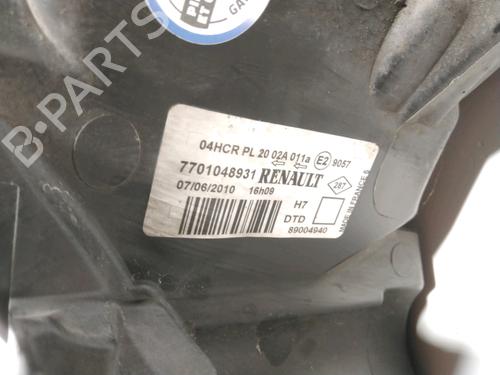 04HCR PL 20 02A 011a E2 9057
7701048931 RENAULT 287
07/06/2010 16h09 H7
DTD
89004940
MADE IN FRANCE
B-PARTS